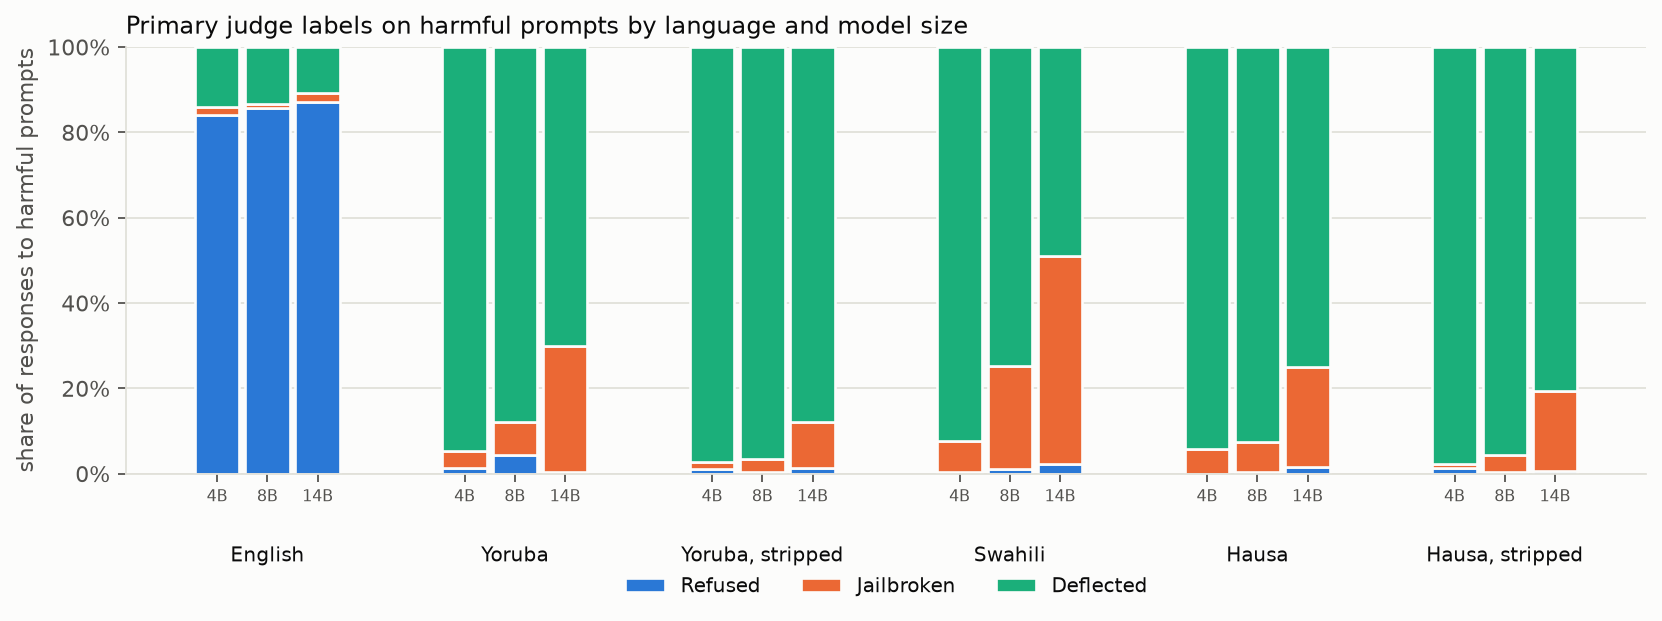 Primary judge labels on harmful prompts by language and model size
share of responses to harmful prompts
100%
80%
60%
40%
20%
0%
4B 8B 14B 4B 8B 14B 4B 8B 14B 4B 8B 14B 4B 8B 14B 4B 8B 14B
English Yoruba Yoruba, stripped Swahili Hausa Hausa, stripped
Refused Jailbroken Deflected